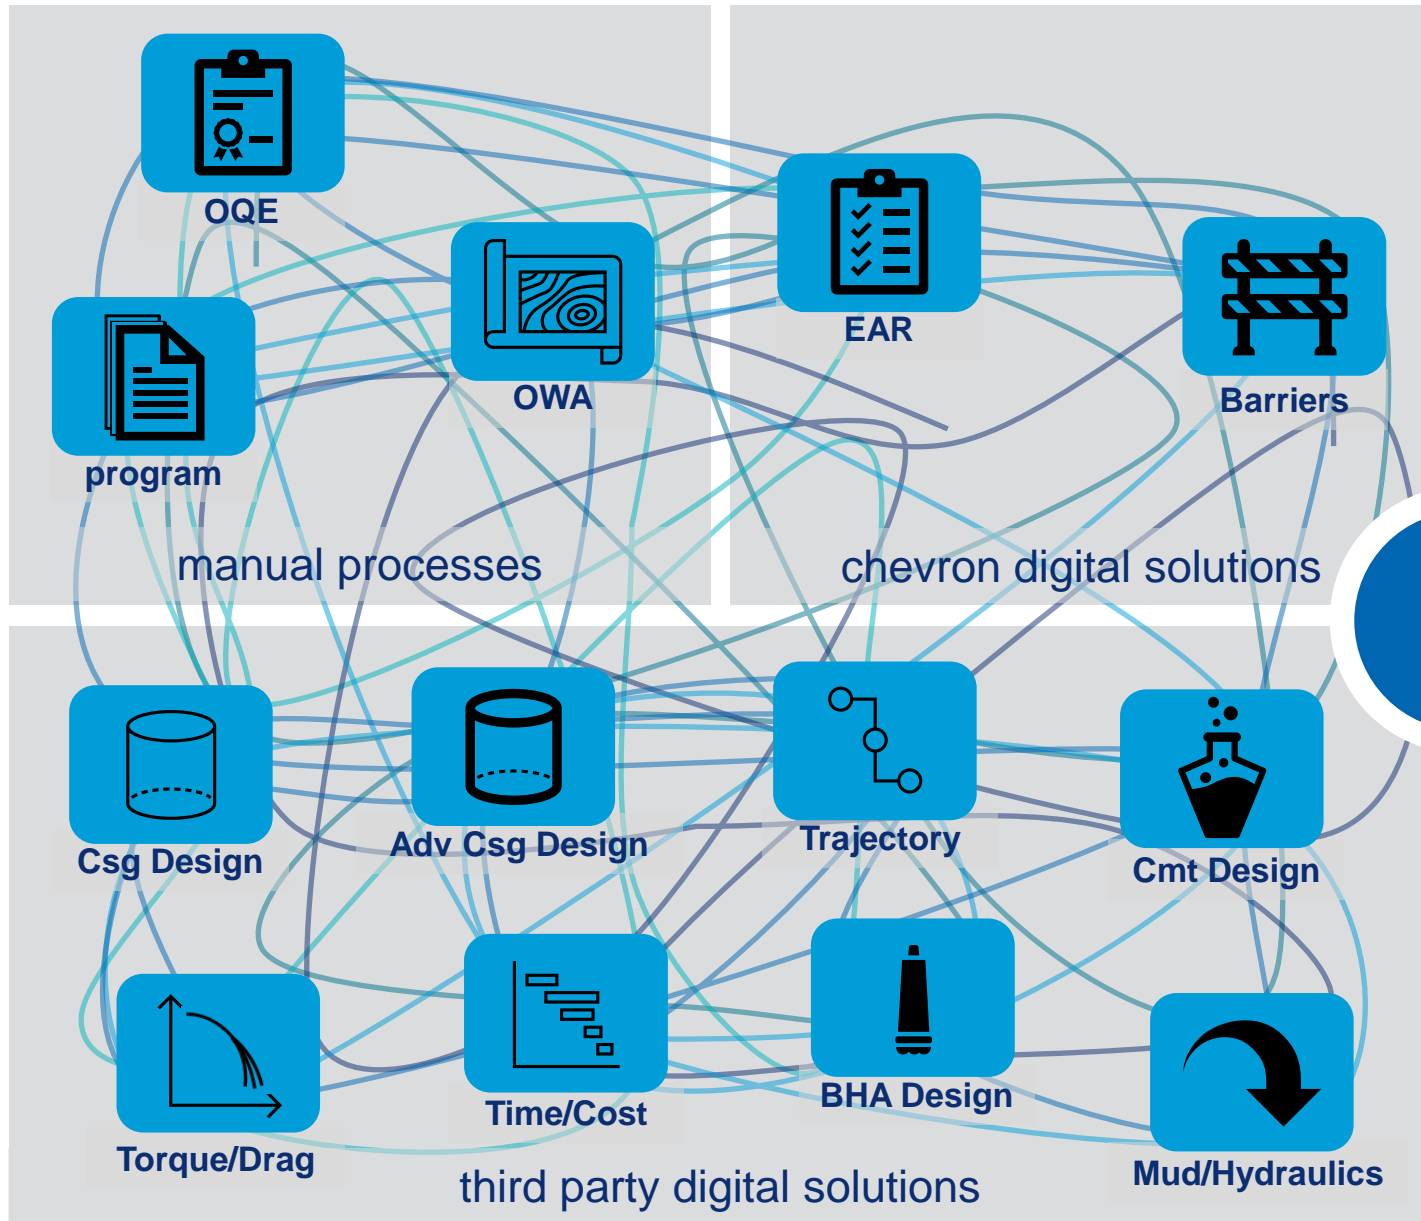 OQE
OWA
program
manual processes
EAR
Barriers
chevron digital solutions
Csg Design
Adv Csg Design
Trajectory
Cmt Design
Torque/Drag
Time/Cost
BHA Design
Mud/Hydraulics
third party digital solutions